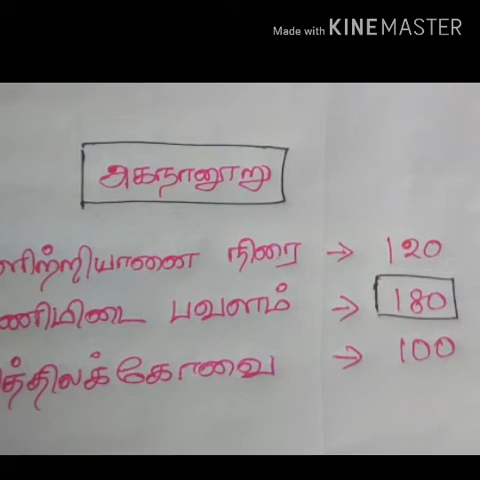 Made with KINEMASTER
அகநானூறு
ளிற்றியானை நிரை → 120
ணிமிடை பவளம் → 180
த்திலக்கோவை → 100